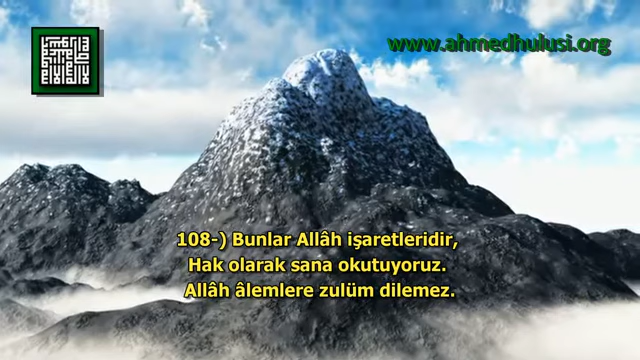 www.ahmedhulusi.org
108-) Bunlar Allâh işaretleridir,
Hak olarak sana okutuyoruz.
Allâh âlemlere zulüm dilemez.